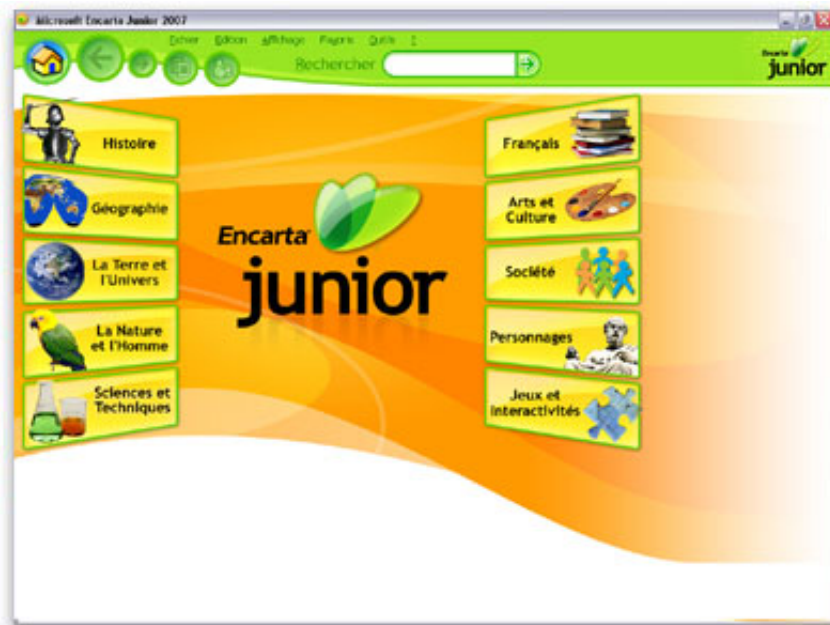 Microsoft Encarta Junior 2007
Fichier Edition Affichage Favoris Outils ?
Rechercher
Encarta
junior
Histoire
Géographie
La Terre et
l'Univers
La Nature
et l'Homme
Sciences et
Techniques
Encarta
junior
Français
Arts et
Culture
Société
Personnages
Jeux et
Interactivités